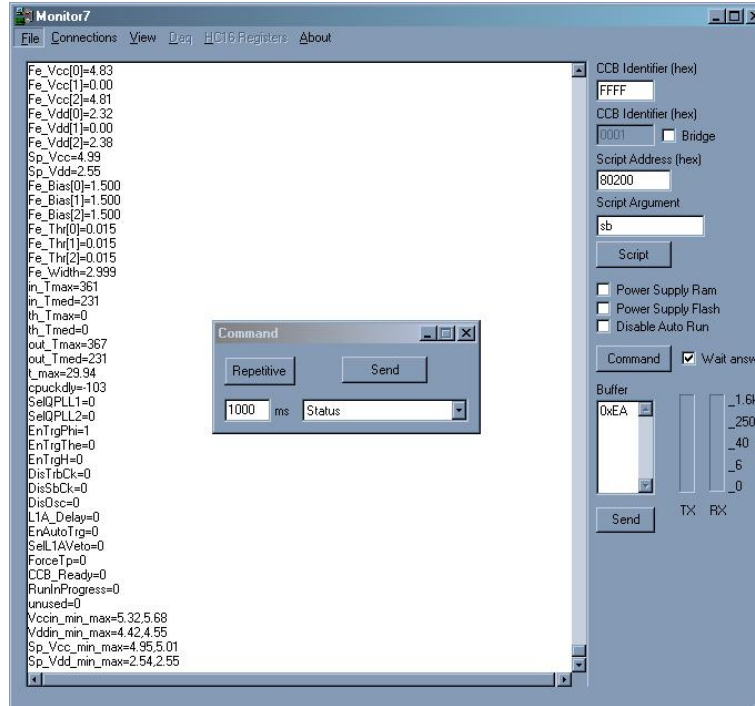 Monitor7
File Connections View Daq HC16 Registers About
Fe_Vcc[0]=4.83
Fe_Vcc[1]=0.00
Fe_Vcc[2]=4.81
Fe_Vdd[0]=2.32
Fe_Vdd[1]=0.00
Fe_Vdd[2]=2.38
Sp_Vcc=4.99
Sp_Vdd=2.55
Fe_Bias[0]=1.500
Fe_Bias[1]=1.500
Fe_Bias[2]=1.500
Fe_Thr[0]=0.015
Fe_Thr[1]=0.015
Fe_Thr[2]=0.015
Fe_Width=2.999
in_Tmax=361
in_Tmed=231
th_Tmax=0
th_Tmed=0
out_Tmax=367
out_Tmed=231
t_max=29.94
cpuckdly=-103
SelQPLL1=0
SelQPLL2=0
EnTrgPhi=1
EnTrgThe=0
EnTrgH=0
DisTrbCk=0
DisSbCk=0
DisOsc=0
L1A_Delay=0
EnAutoTrg=0
SelL1AVeto=0
ForceTp=0
CCB_Ready=0
RunInProgress=0
unused=0
Vccin_min_max=5.32,5.68
Vddin_min_max=4.42,4.55
Sp_Vcc_min_max=4.95,5.01
Sp_Vdd_min_max=2.54,2.55
Command
Repetitive Send
1000 ms Status
CCB Identifier (hex)
FFFF
CCB Identifier (hex)
0001 Bridge
Script Address (hex)
80200
Script Argument
sb
Script
Power Supply Ram
Power Supply Flash
Disable Auto Run
Command Wait answ
Buffer
0xEA
_1.6k
_250
_40
_6
_0
Send TX RX